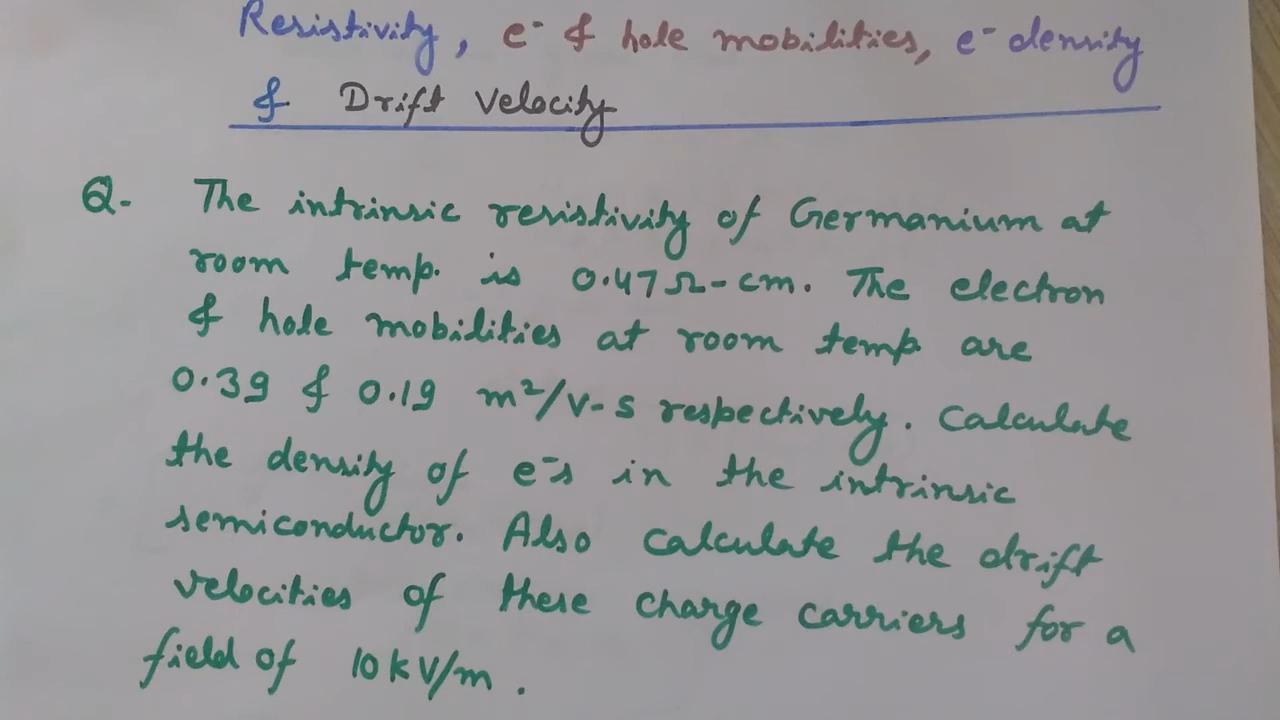 Resistivity, e⁻ & hole mobilities, e⁻ density
& Drift Velocity
Q. The intrinsic resistivity of Germanium at
room temp. is 0.47Ω-cm. The electron
& hole mobilities at room temp. are
0.39 & 0.19 m²/V-s respectively. Calculate
the density of e⁻s in the intrinsic
semiconductor. Also calculate the drift
velocities of these charge carriers for a
field of 10kV/m.